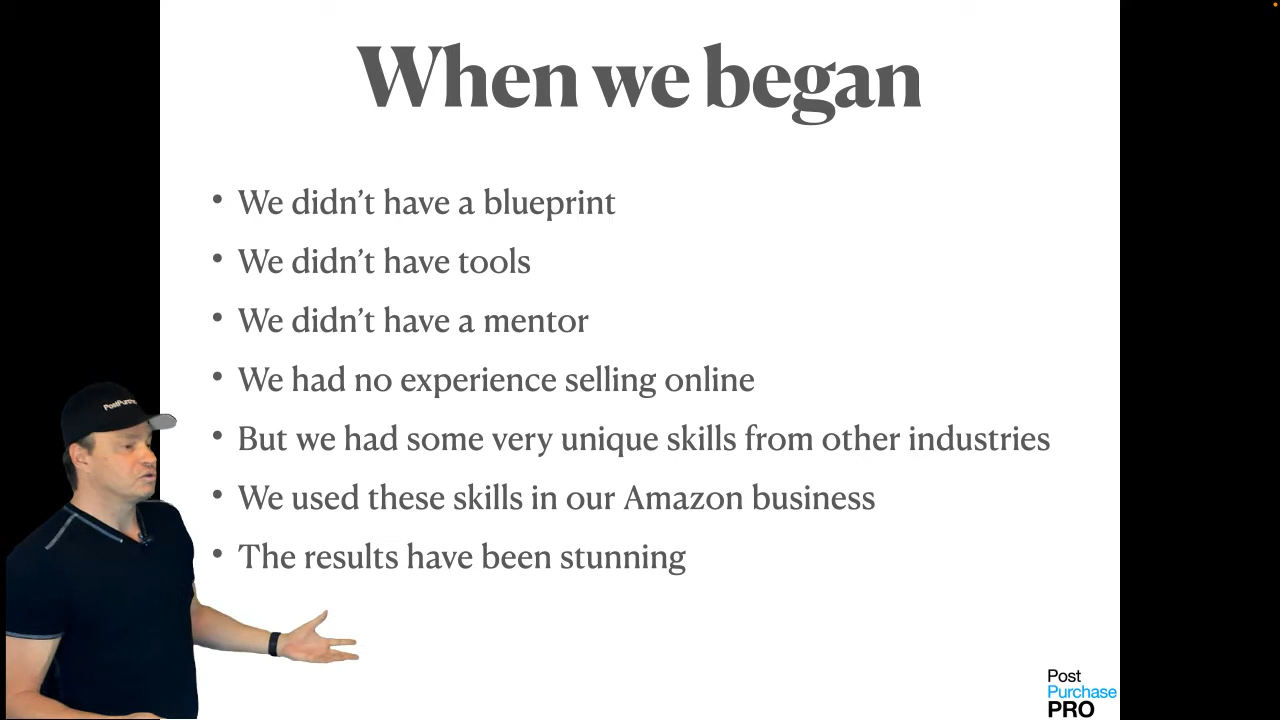 When we began
• We didn’t have a blueprint
• We didn’t have tools
• We didn’t have a mentor
• We had no experience selling online
• But we had some very unique skills from other industries
• We used these skills in our Amazon business
• The results have been stunning
Post
Purchase
PRO